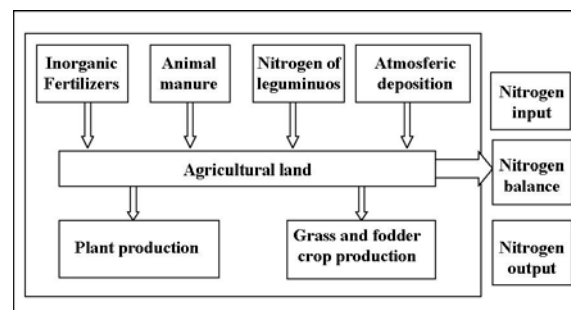 Inorganic
Fertilizers
Animal
manure
Nitrogen of
leguminuos
Atmosferic
deposition
Nitrogen
input
Agricultural land
Nitrogen
balance
Plant production
Grass and fodder
crop production
Nitrogen
output